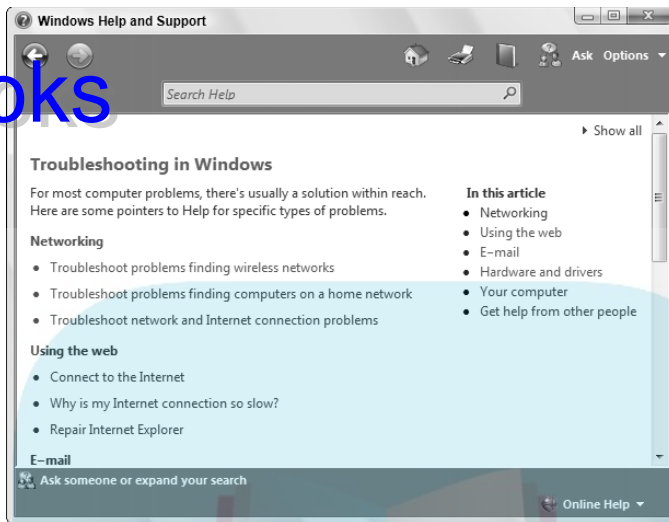 Windows Help and Support
Ask Options
oks
Search Help
Show all
Troubleshooting in Windows
For most computer problems, there's usually a solution within reach.
Here are some pointers to Help for specific types of problems.
Networking
• Troubleshoot problems finding wireless networks
• Troubleshoot problems finding computers on a home network
• Troubleshoot network and Internet connection problems
Using the web
• Connect to the Internet
• Why is my Internet connection so slow?
• Repair Internet Explorer
E-mail
In this article
• Networking
• Using the web
• E-mail
• Hardware and drivers
• Your computer
• Get help from other people
Ask someone or expand your search
Online Help